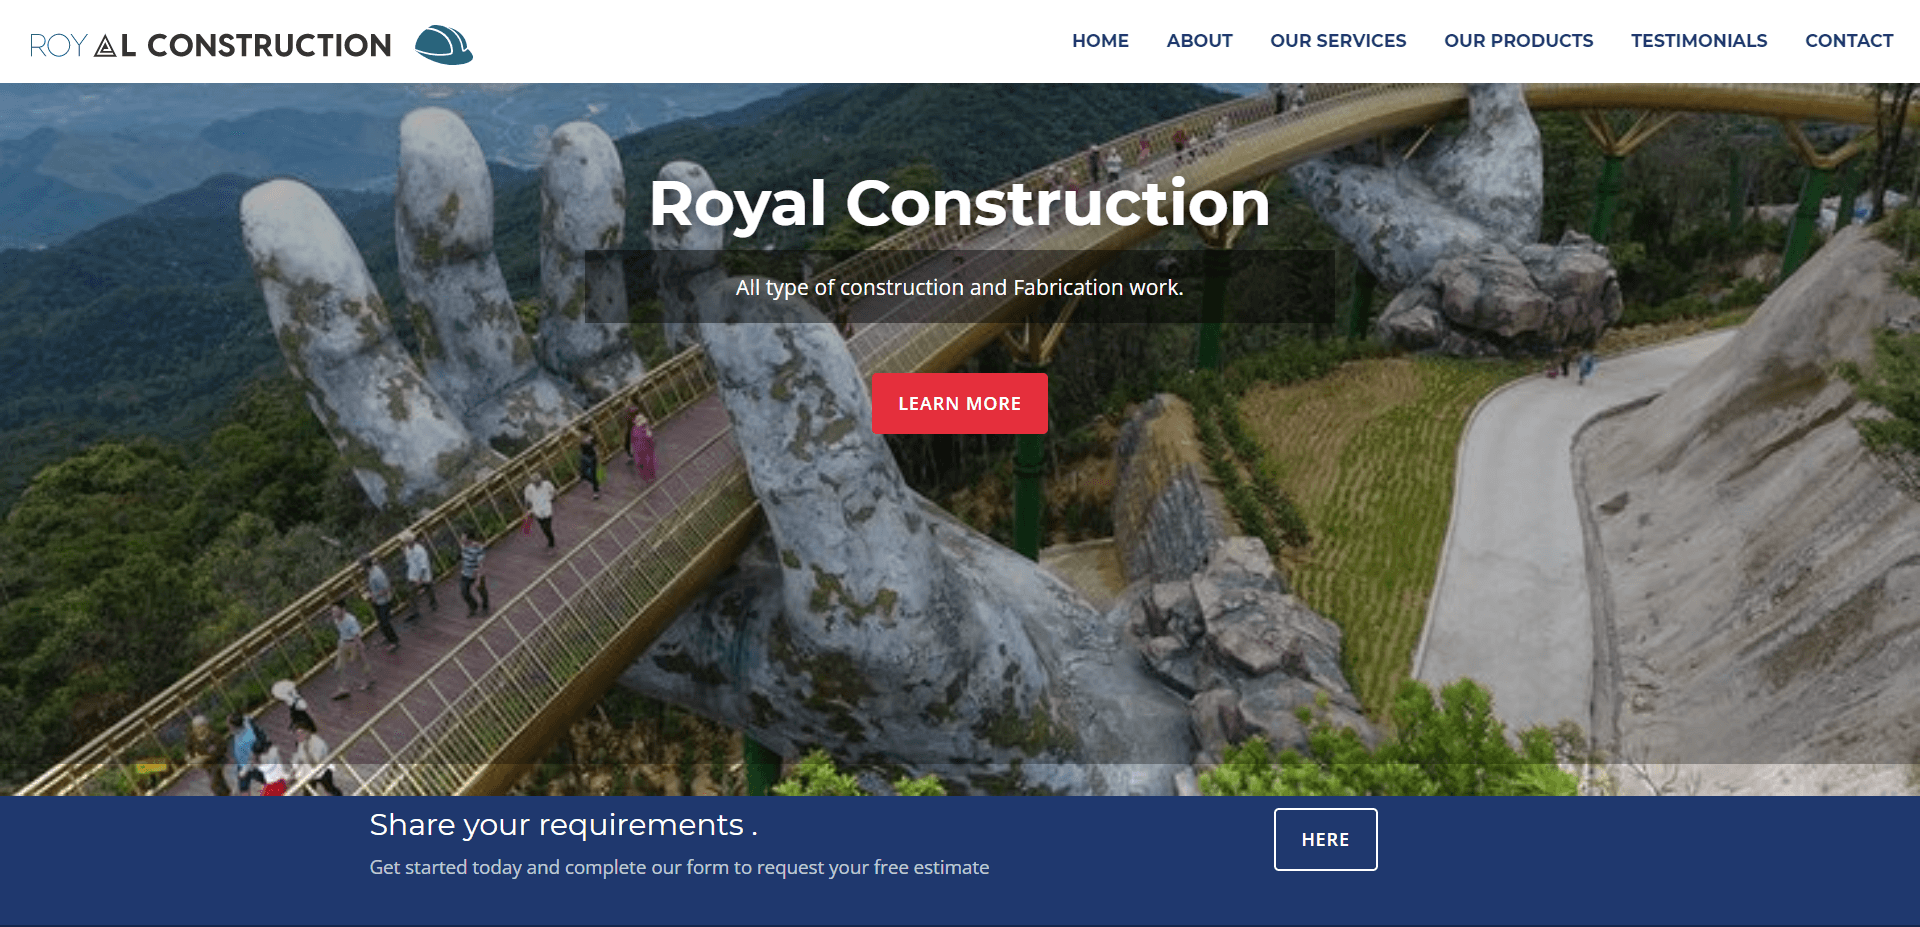 ROYAL CONSTRUCTION
HOME ABOUT OUR SERVICES OUR PRODUCTS TESTIMONIALS CONTACT
Royal Construction
All type of construction and Fabrication work.
LEARN MORE
Share your requirements .
HERE
Get started today and complete our form to request your free estimate